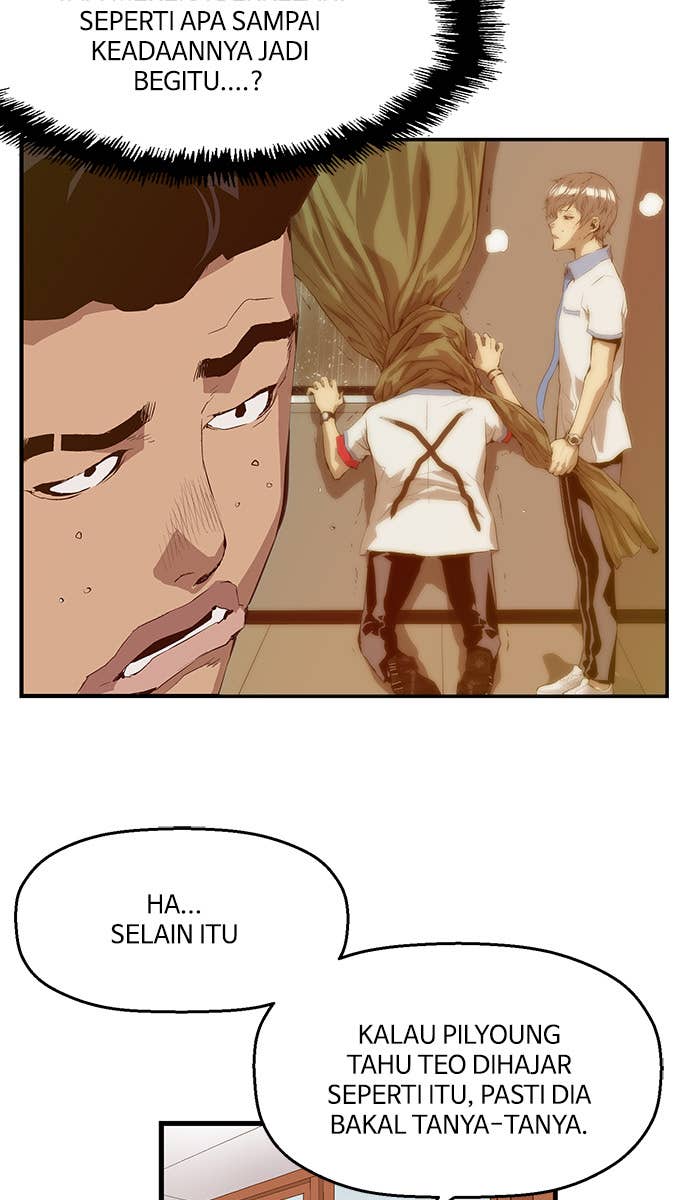 SEPERTI APA SAMPAI
KEADAANNYA JADI
BEGITU....?
HA...
SELAIN ITU
KALAU PILYOUNG
TAHU TEO DIHAJAR
SEPERTI ITU, PASTI DIA
BAKAL TANYA-TANYA.